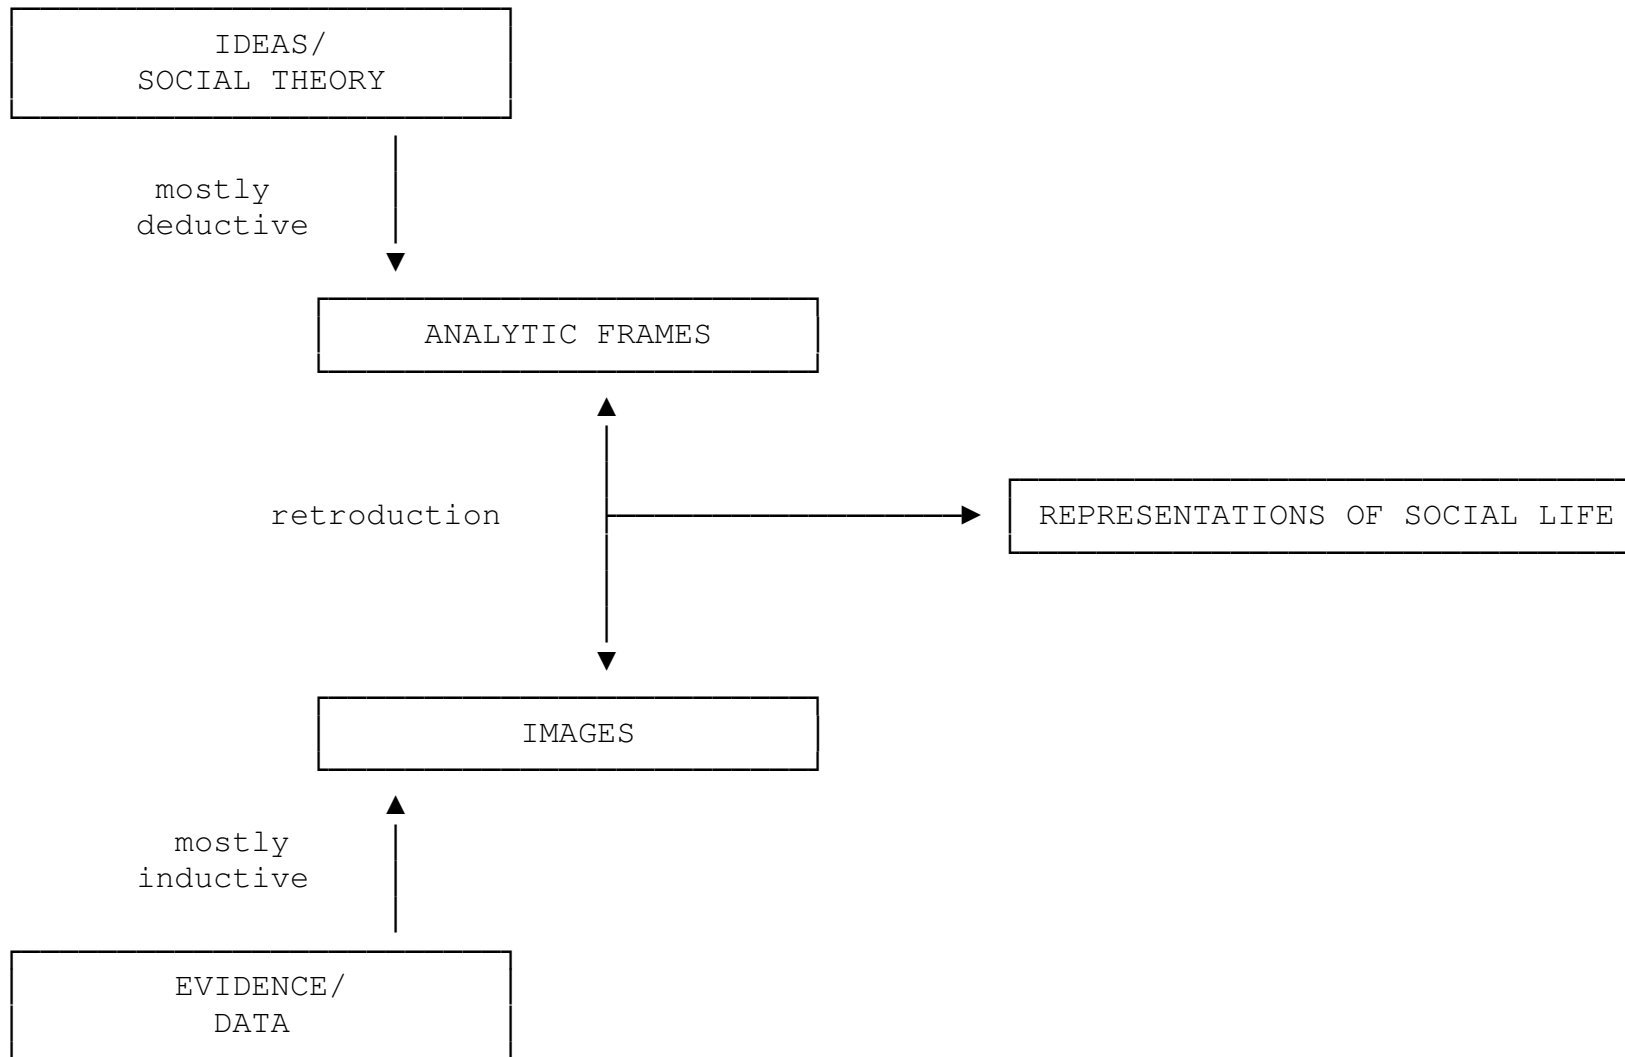 IDEAS/
SOCIAL THEORY
mostly
deductive
ANALYTIC FRAMES
retroduction
REPRESENTATIONS OF SOCIAL LIFE
IMAGES
mostly
inductive
EVIDENCE/
DATA